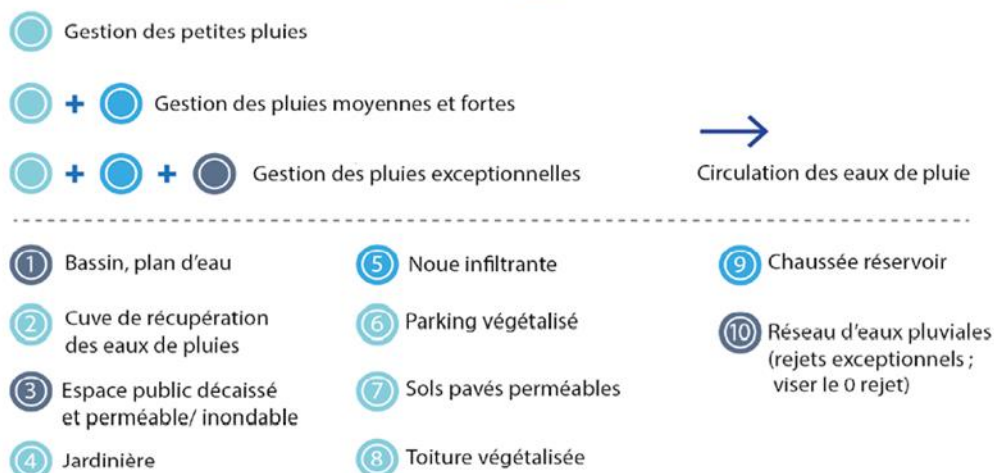 Gestion des petites pluies
+ Gestion des pluies moyennes et fortes
+ + Gestion des pluies exceptionnelles
Circulation des eaux de pluie
1 Bassin, plan d'eau
2 Cuve de récupération
des eaux de pluies
3 Espace public décaissé
et perméable/ inondable
4 Jardinière
5 Noue infiltrante
6 Parking végétalisé
7 Sols pavés perméables
8 Toiture végétalisée
9 Chaussée réservoir
10 Réseau d'eaux pluviales
(rejets exceptionnels ;
viser le 0 rejet)